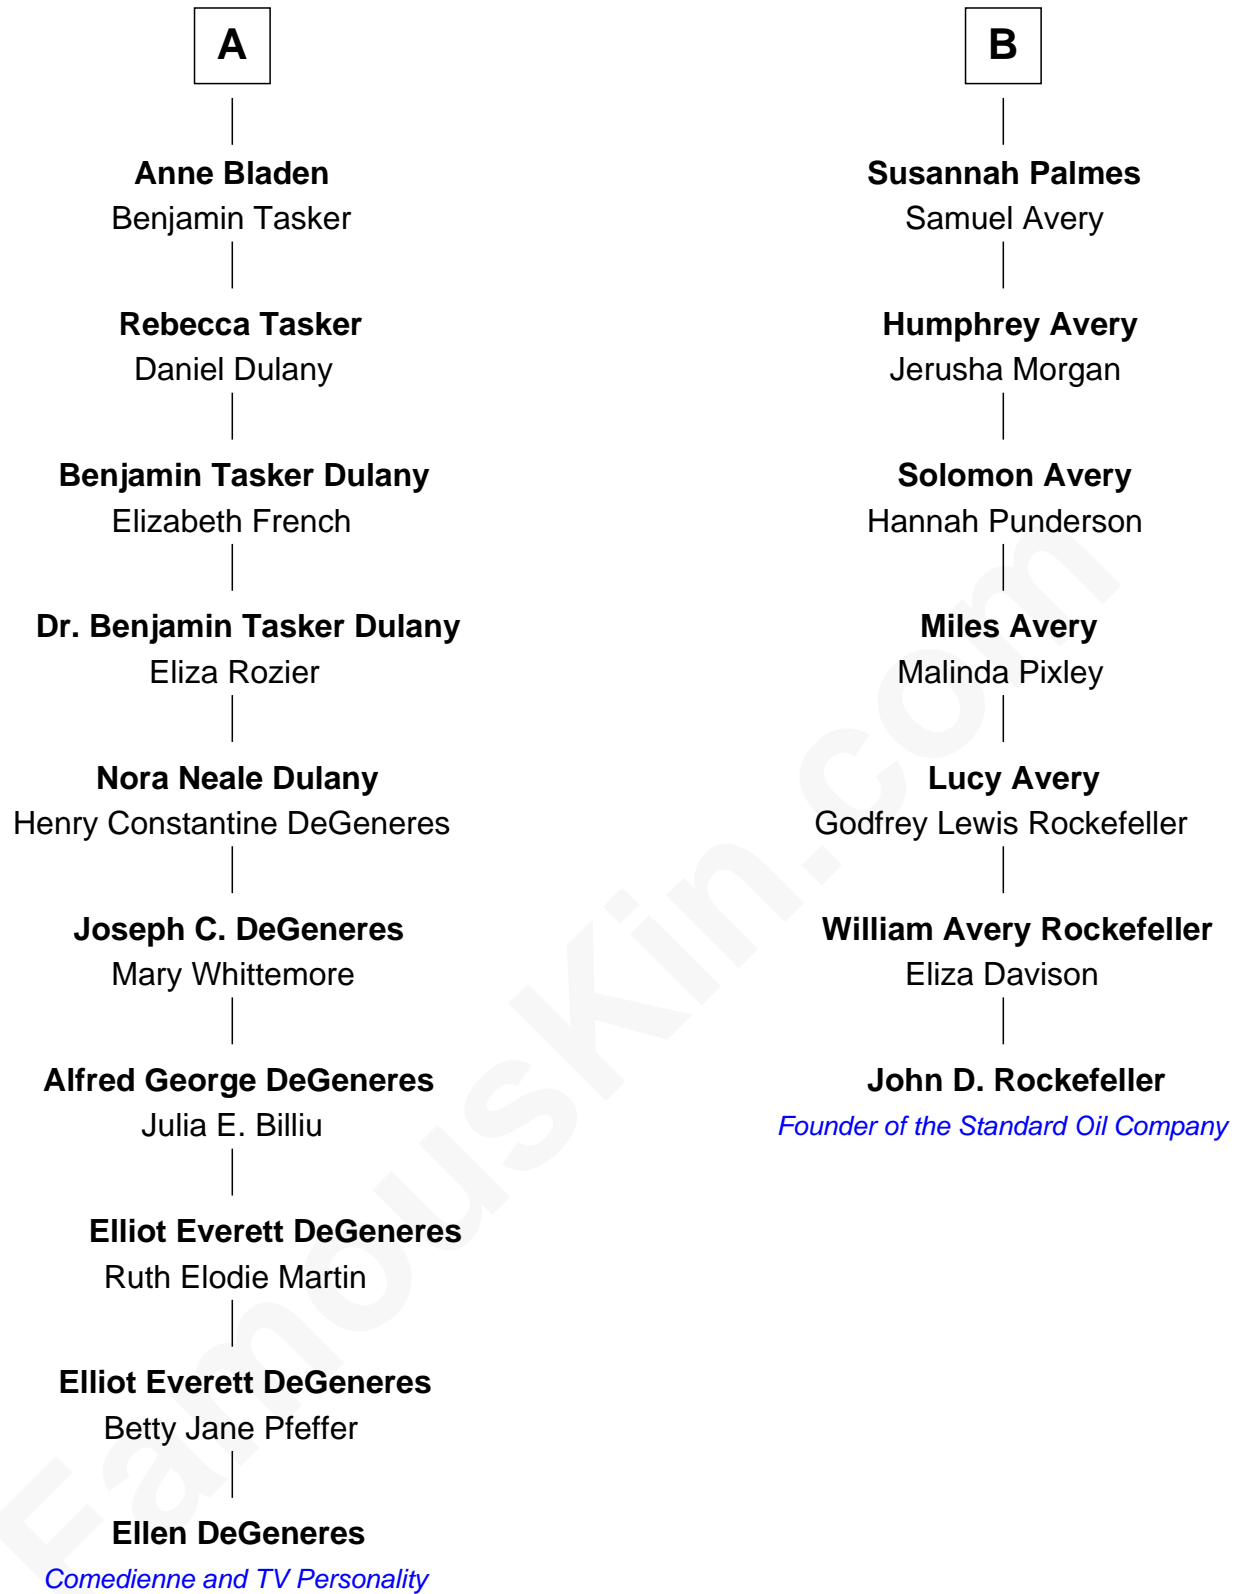 A
Anne Bladen
Benjamin Tasker
Rebecca Tasker
Daniel Dulany
Benjamin Tasker Dulany
Elizabeth French
Dr. Benjamin Tasker Dulany
Eliza Rozier
Nora Neale Dulany
Henry Constantine DeGeneres
Joseph C. DeGeneres
Mary Whittemore
Alfred George DeGeneres
Julia E. Billiu
Elliot Everett DeGeneres
Ruth Elodie Martin
Elliot Everett DeGeneres
Betty Jane Pfeffer
Ellen DeGeneres
Comedienne and TV Personality
B
Susannah Palmes
Samuel Avery
Humphrey Avery
Jerusha Morgan
Solomon Avery
Hannah Punderson
Miles Avery
Malinda Pixley
Lucy Avery
Godfrey Lewis Rockefeller
William Avery Rockefeller
Eliza Davison
John D. Rockefeller
Founder of the Standard Oil Company
FamousKin.com